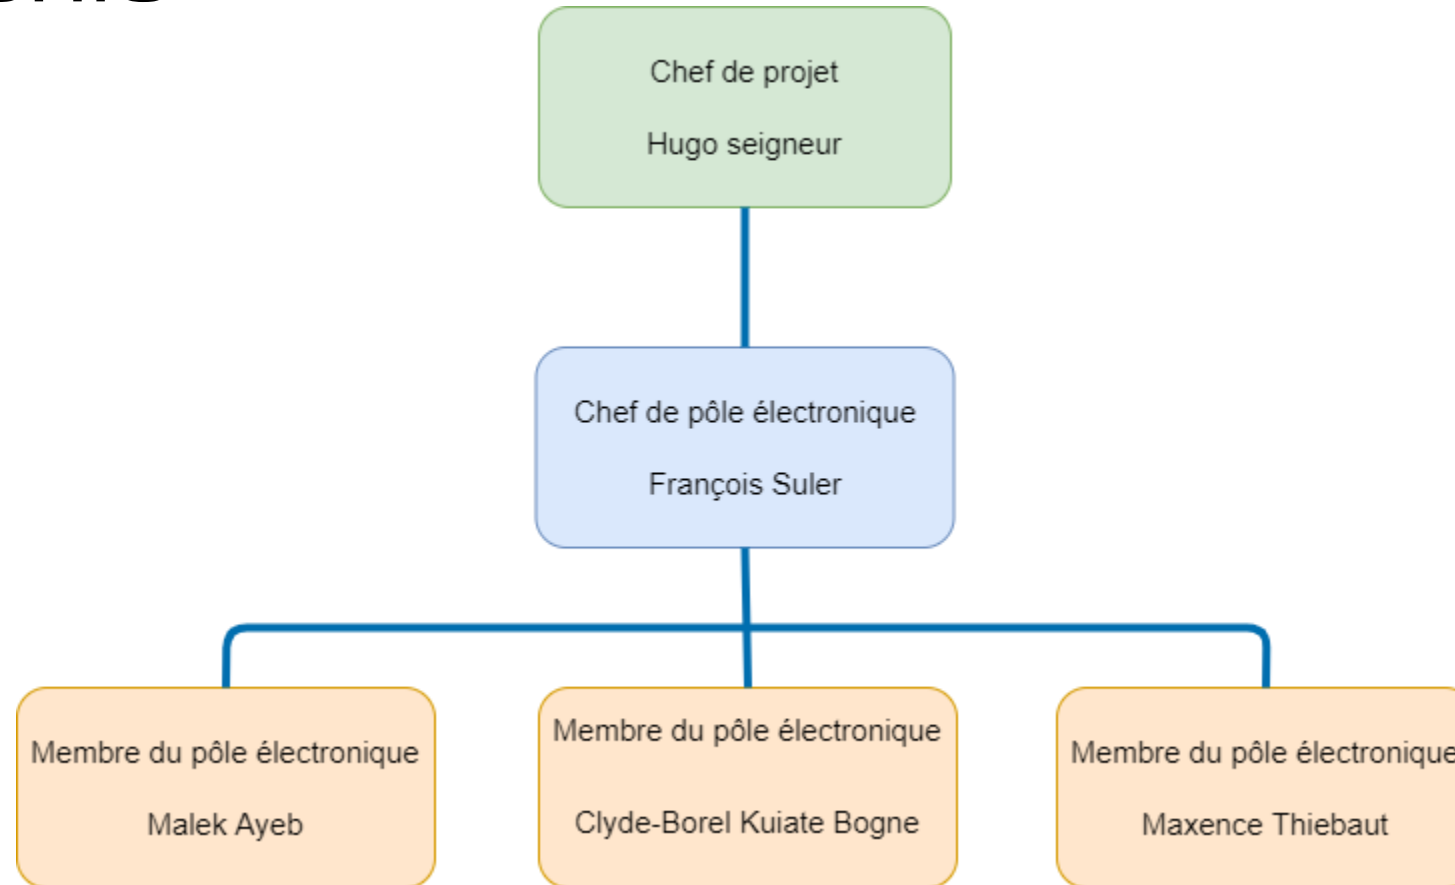 Chef de projet
Hugo seigneur
Chef de pôle électronique
François Suler
Membre du pôle électronique
Malek Ayeb
Membre du pôle électronique
Clyde-Borel Kuiate Bogne
Membre du pôle électronique
Maxence Thiebaut